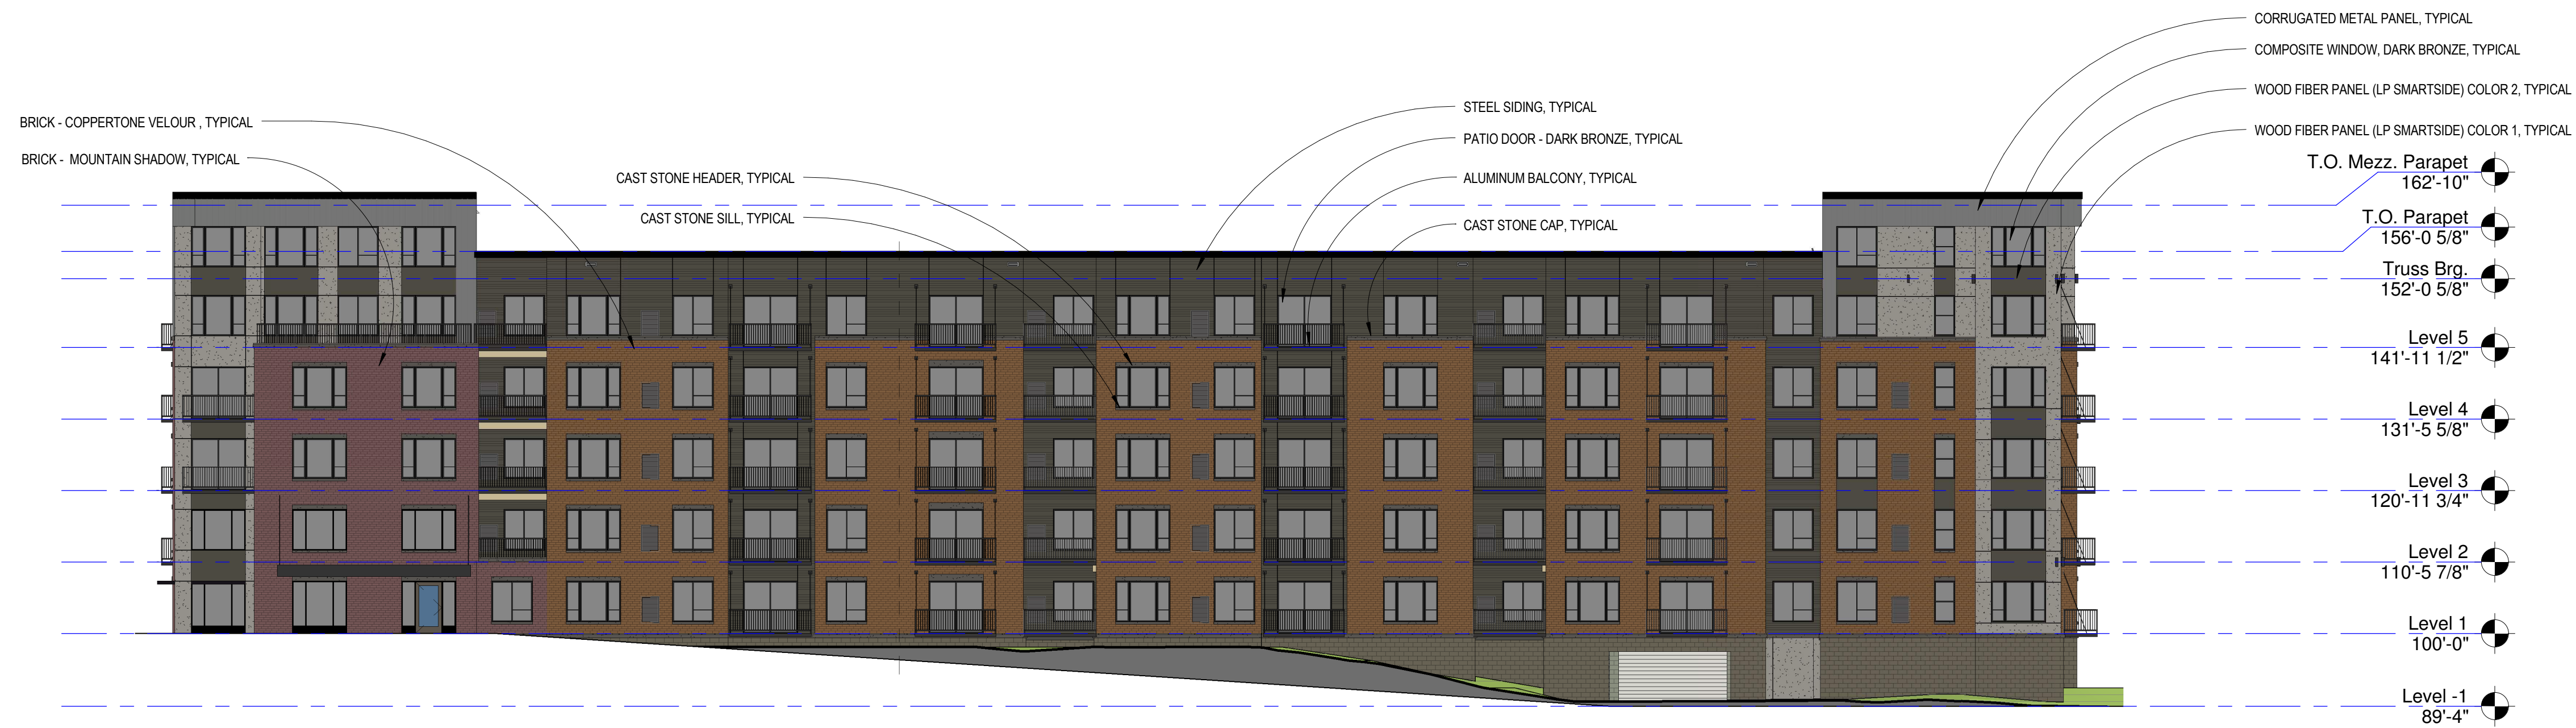 CORRUGATED METAL PANEL, TYPICAL
COMPOSITE WINDOW, DARK BRONZE, TYPICAL
WOOD FIBER PANEL (LP SMARTSIDE) COLOR 2, TYPICAL
WOOD FIBER PANEL (LP SMARTSIDE) COLOR 1, TYPICAL
STEEL SIDING, TYPICAL
PATIO DOOR - DARK BRONZE, TYPICAL
ALUMINUM BALCONY, TYPICAL
CAST STONE CAP, TYPICAL
BRICK - COPPERTONE VELOUR , TYPICAL
BRICK - MOUNTAIN SHADOW, TYPICAL
CAST STONE HEADER, TYPICAL
CAST STONE SILL, TYPICAL
T.O. Mezz. Parapet
162'-10"
T.O. Parapet
156'-0 5/8"
Truss Brg.
152'-0 5/8"
Level 5
141'-11 1/2"
Level 4
131'-5 5/8"
Level 3
120'-11 3/4"
Level 2
110'-5 7/8"
Level 1
100'-0"
Level -1
89'-4"